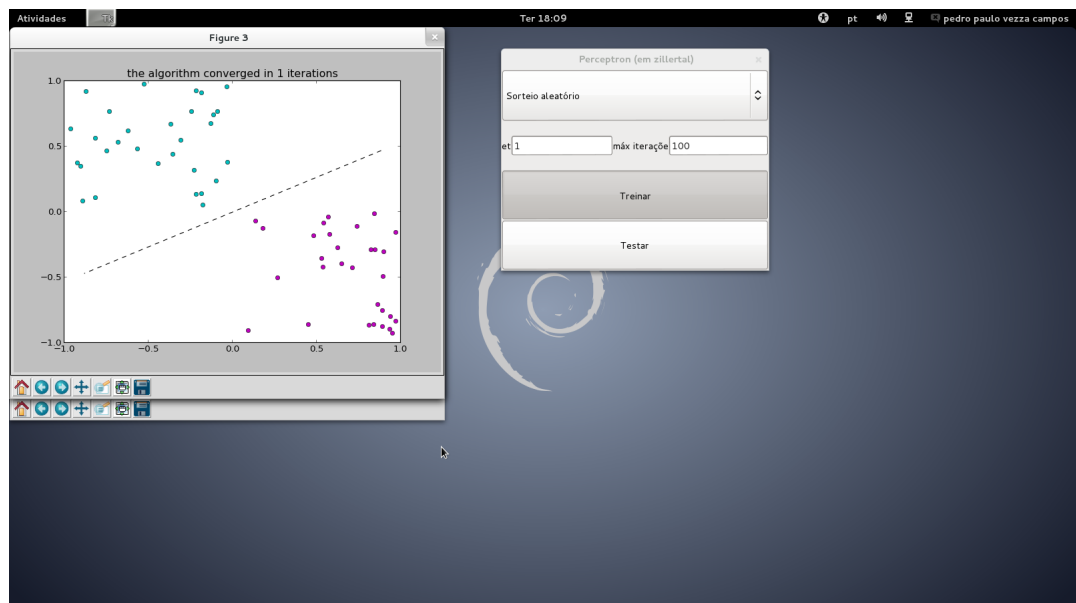 Atividades Tk Ter 18:09 pt pedro paulo vezza campos
Figure 3
the algorithm converged in 1 iterations
1.0
0.5
0.0
−0.5
−1.0
−1.0 −0.5 0.0 0.5 1.0
Perceptron (em zillertal)
Sorteio aleatório
et 1 máx iteraçõe 100
Treinar
Testar